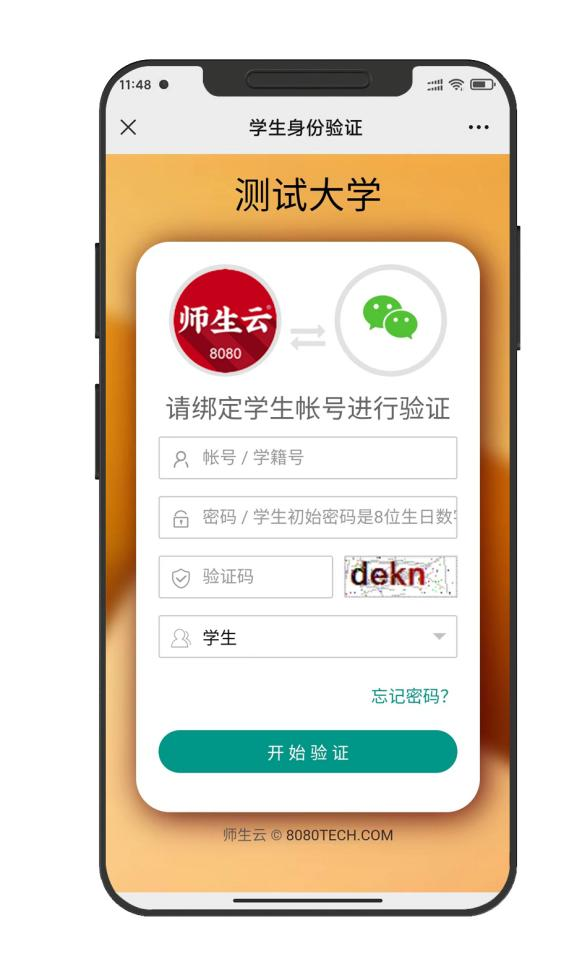 11:48
学生身份验证
测试大学
师生云
8080
请绑定学生帐号进行验证
帐号 / 学籍号
密码 / 学生初始密码是8位生日数
验证码
dekn
学生
忘记密码?
开始验证
师生云 © 8080TECH.COM